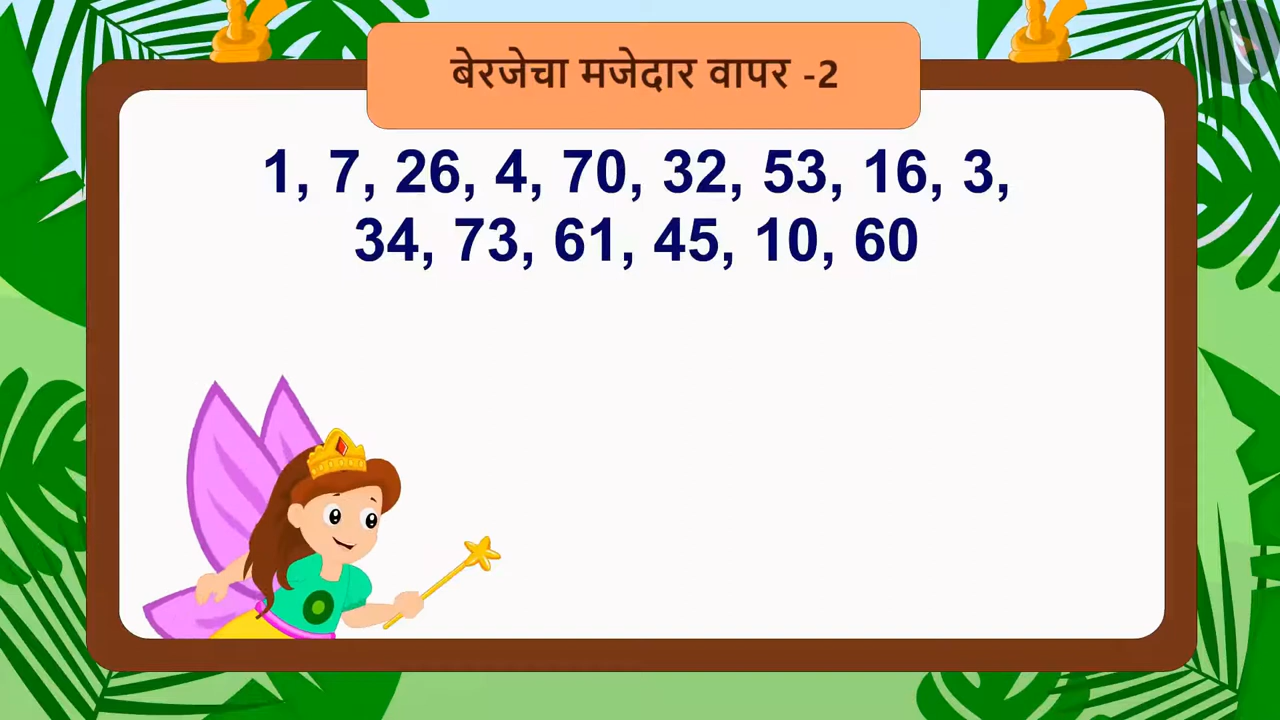 बेरजेचा मजेदार वापर -2
1, 7, 26, 4, 70, 32, 53, 16, 3,
34, 73, 61, 45, 10, 60